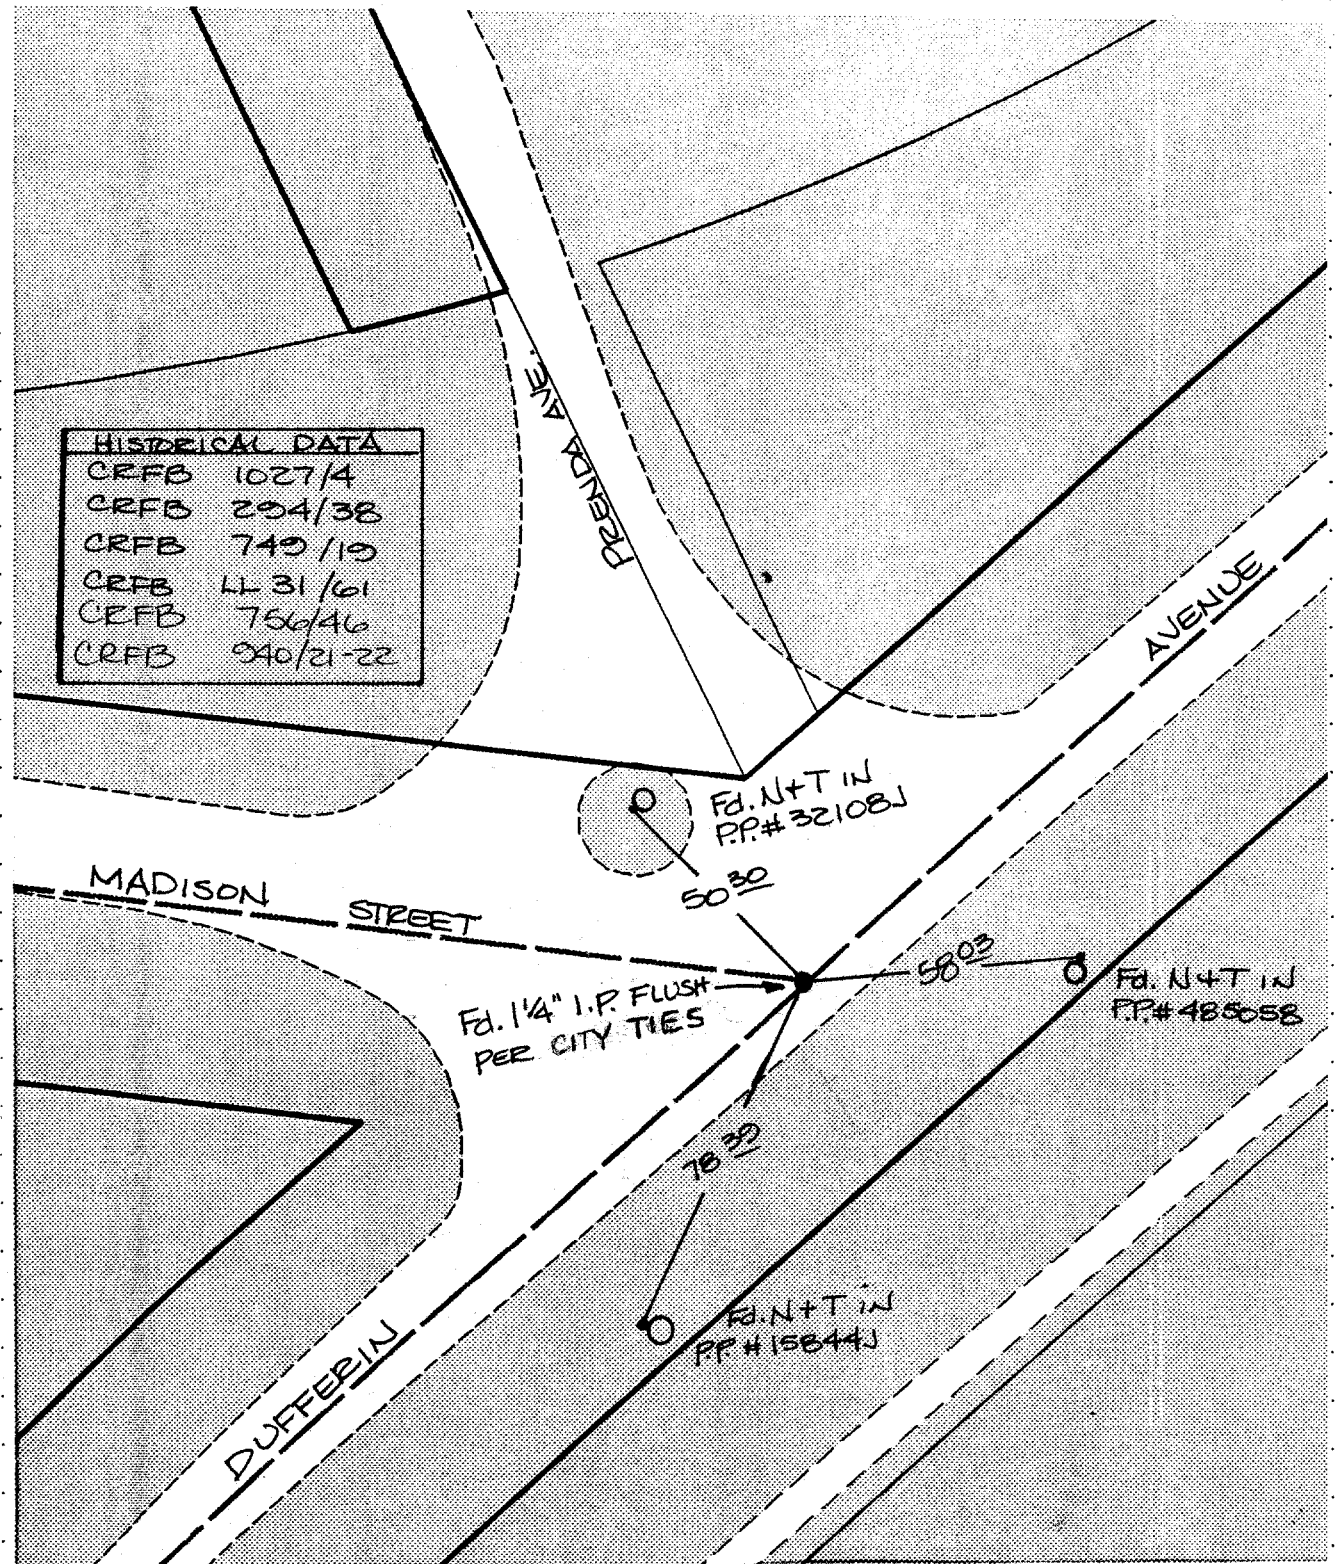 HISTORICAL DATA
CRFB 1027/4
CRFB 294/38
CRFB 749/19
CRFB LL 31/61
CRFB 756/46
CRFB 940/21-22
PRENDA AVE.
AVENUE
Fd. N+T IN
P.P.# 32108J
50 30
MADISON STREET
58 03
Fd. N+T IN
P.P.# 485058
Fd. 1 1/4" I.P. FLUSH
PER CITY TIES
78 39
Fd. N+T IN
P.P. # 15844J
DUFFERIN